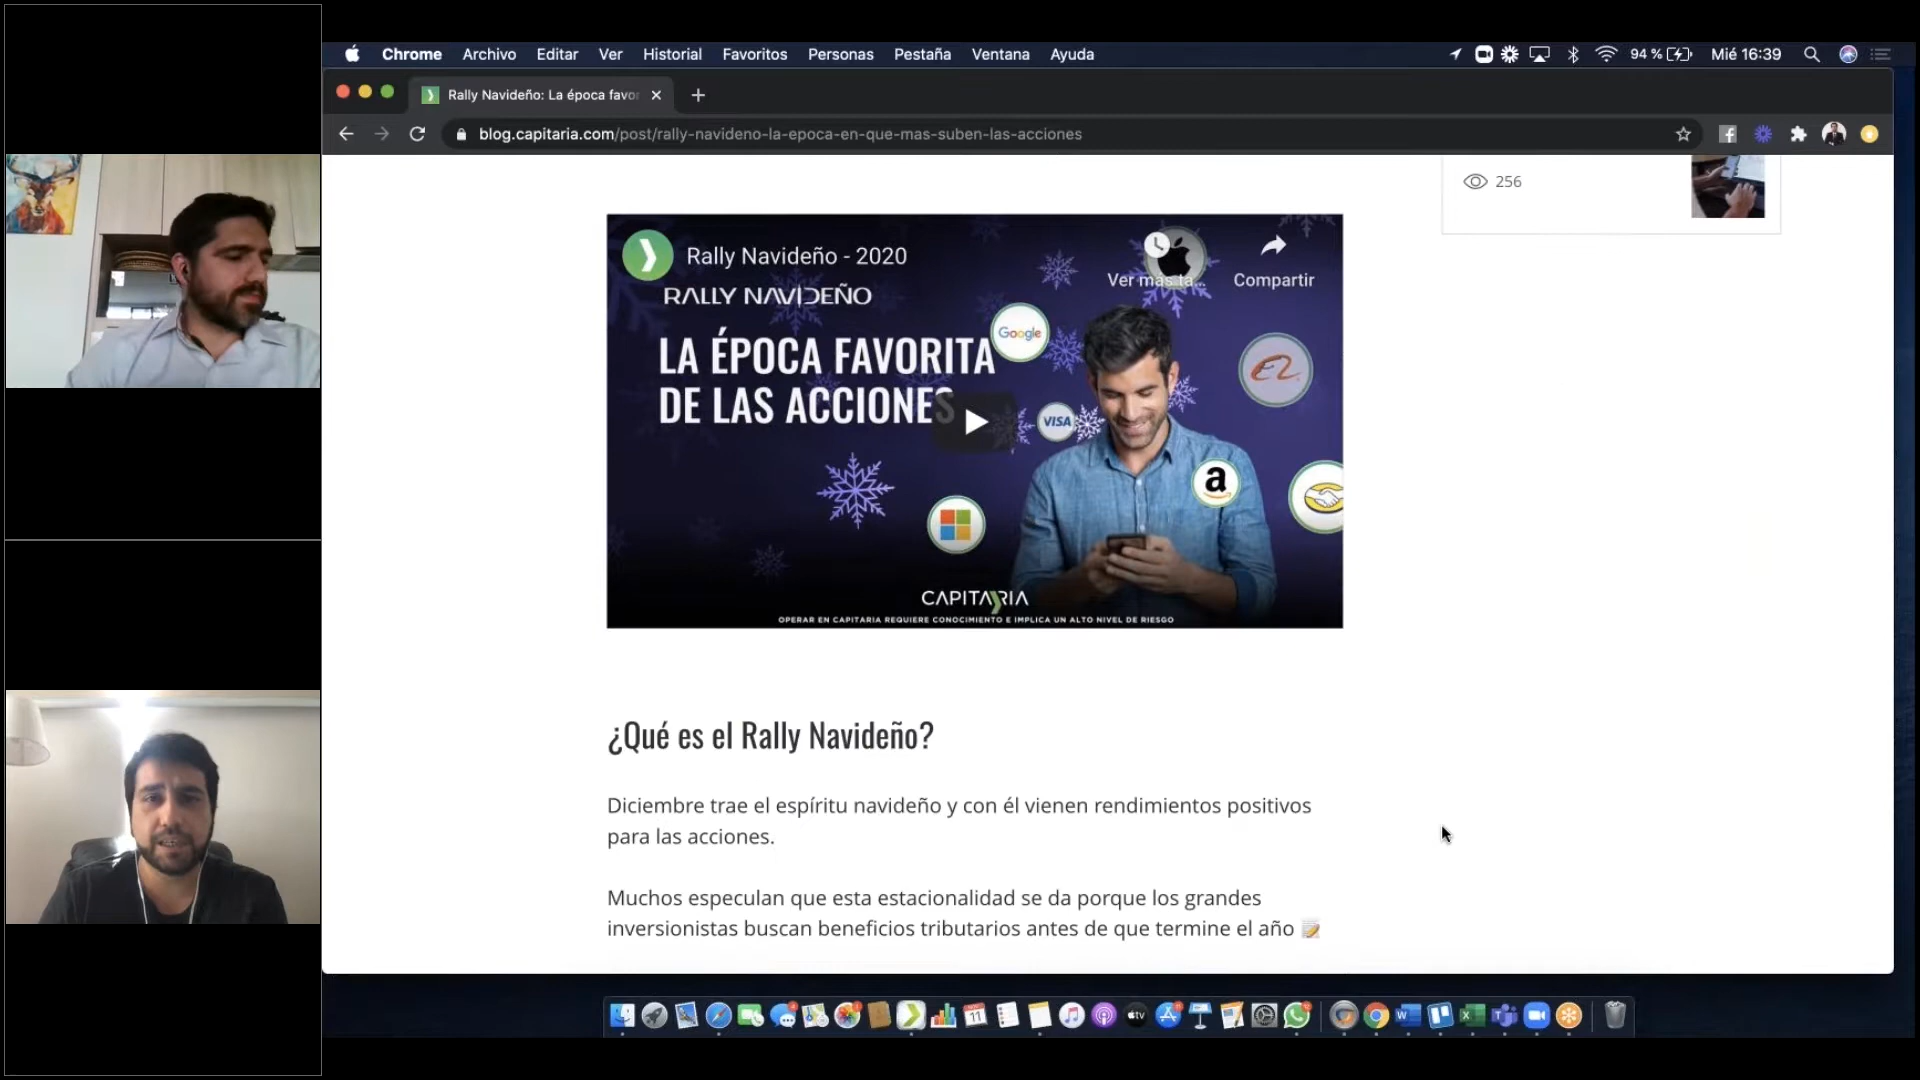 Chrome Archivo Editar Ver Historial Favoritos Personas Pestaña Ventana Ayuda 94 % Mié 16:39
Rally Navideño: La época favor
blog.capitaria.com/post/rally-navideno-la-epoca-en-que-mas-suben-las-acciones
256
Rally Navideño - 2020
Ver más ta...
Compartir
RALLY NAVIDEÑO
LA ÉPOCA FAVORITA
DE LAS ACCIONES
Google
VISA
a
CAPITARIA
OPERAR EN CAPITARIA REQUIERE CONOCIMIENTO E IMPLICA UN ALTO NIVEL DE RIESGO
¿Qué es el Rally Navideño?
Diciembre trae el espíritu navideño y con él vienen rendimientos positivos
para las acciones.
Muchos especulan que esta estacionalidad se da porque los grandes
inversionistas buscan beneficios tributarios antes de que termine el año
11
tv